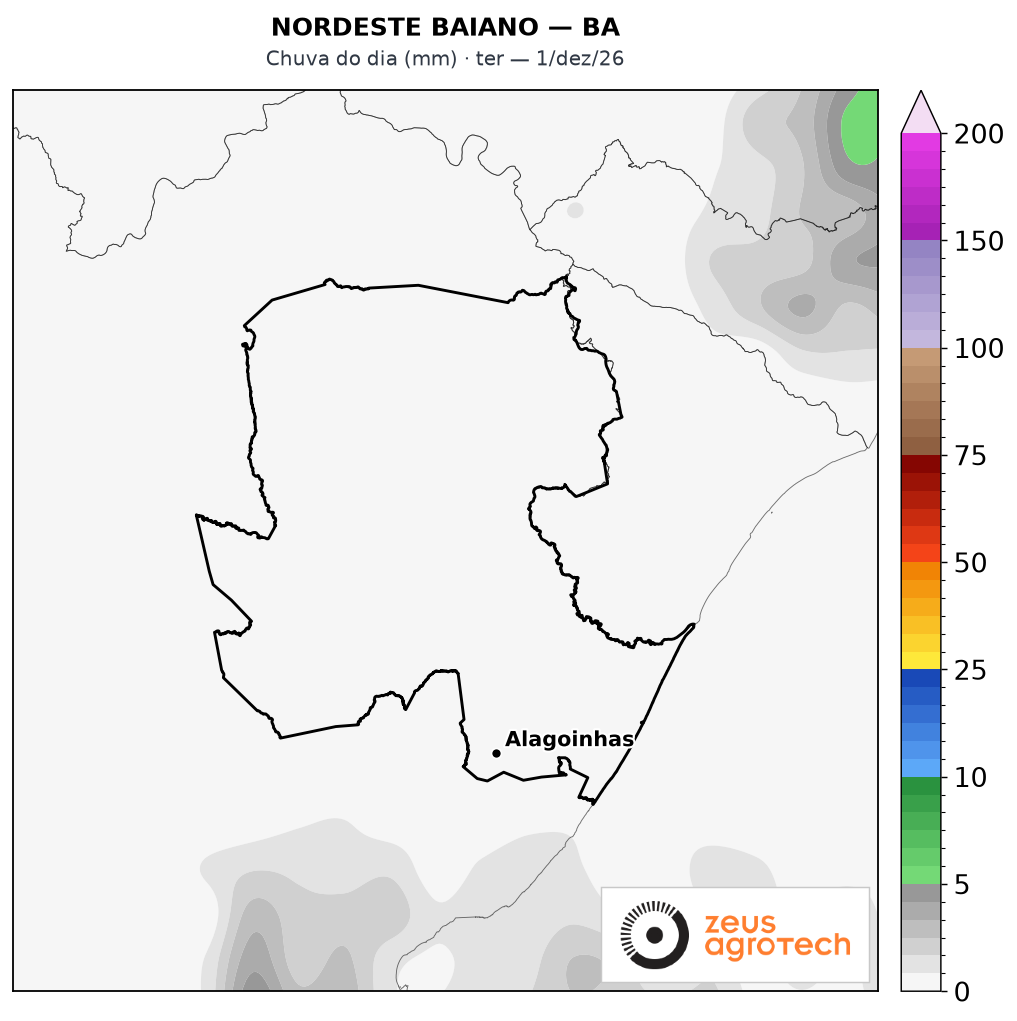 NORDESTE BAIANO — BA
Chuva do dia (mm) · ter — 1/dez/26
200
150
100
75
50
25
10
5
0
Alagoinhas
zeus
agrotech